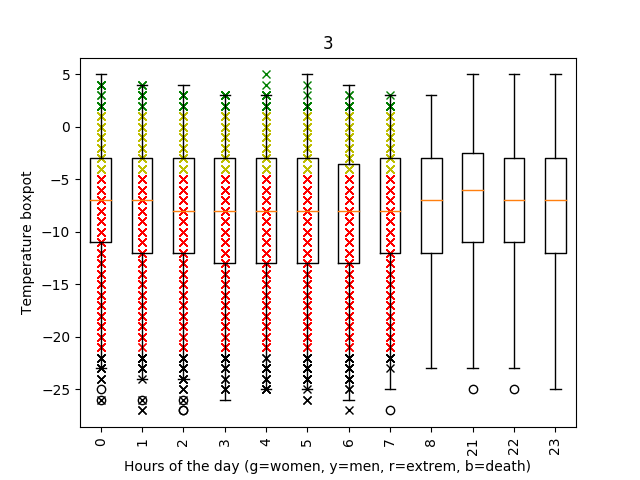 3
5
0
−5
−10
−15
−20
−25
Temperature boxpot
0 1 2 3 4 5 6 7 8 21 22 23
Hours of the day (g=women, y=men, r=extrem, b=death)